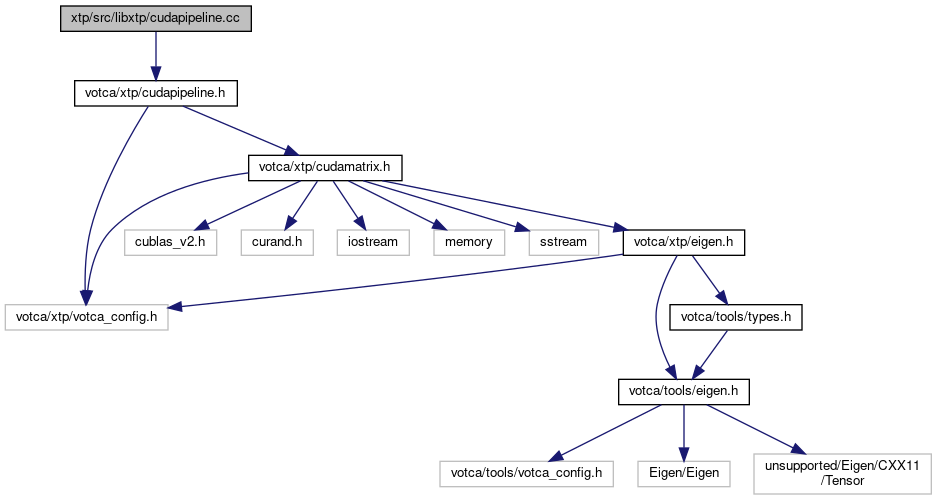 xtp/src/libxtp/cudapipeline.cc
votca/xtp/cudapipeline.h
votca/xtp/cudamatrix.h
cublas_v2.h
curand.h
iostream
memory
sstream
votca/xtp/eigen.h
votca/xtp/votca_config.h
votca/tools/types.h
votca/tools/eigen.h
votca/tools/votca_config.h
Eigen/Eigen
unsupported/Eigen/CXX11
/Tensor